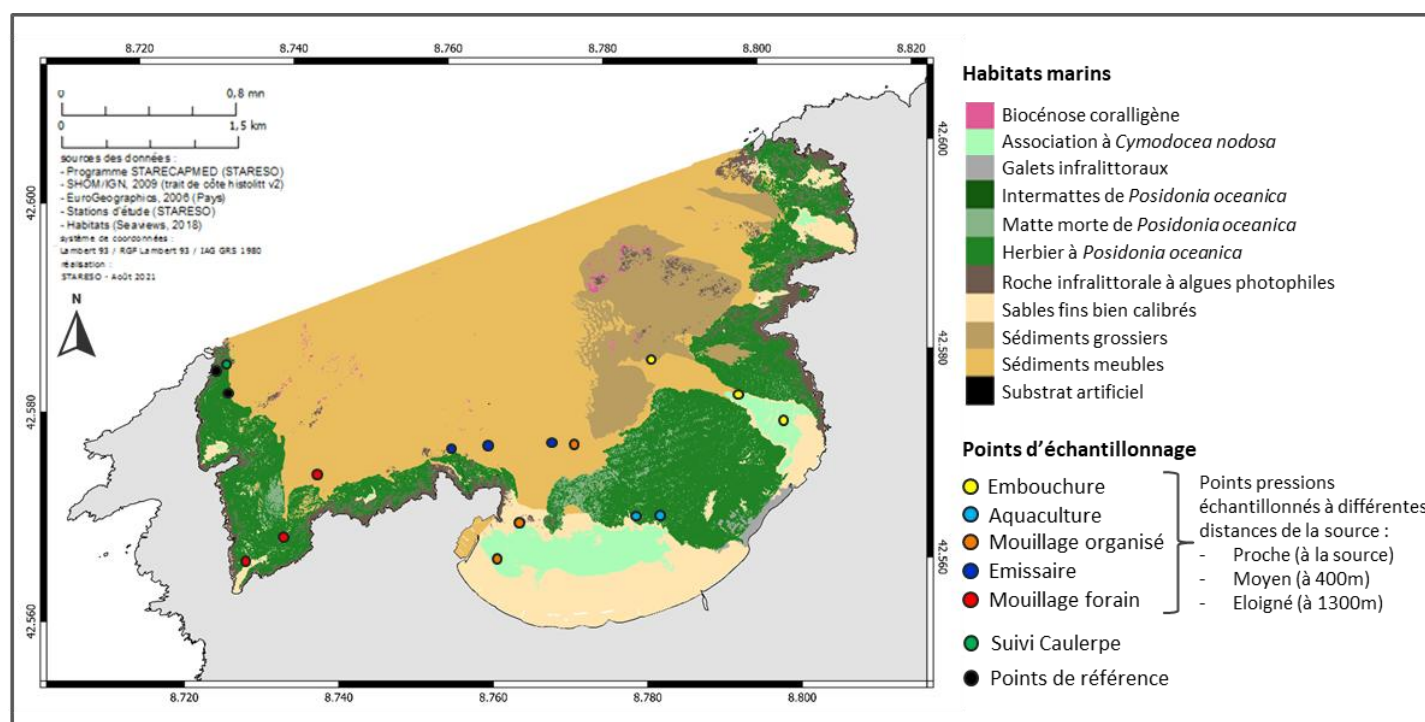 8.720 8.740 8.760 8.780 8.800 8.820
0 0,8 mn
0 1,5 km
sources des données :
- Programme STARECAPMED (STARESO)
- SHOM/IGN, 2009 (trait de côte histolitt v2)
- EuroGeographics, 2006 (Pays)
- Stations d'étude (STARESO)
- Habitats (Seaviews, 2018)
système de coordonnées :
Lambert 93 / RGF Lambert 93 / IAG GRS 1980
réalisation :
STARESO - Août 2021
N
42.600
42.580
42.560
42.600
42.580
42.560
8.720 8.740 8.760 8.780 8.800
Habitats marins
Biocénose coralligène
Association à Cymodocea nodosa
Galets infralittoraux
Intermattes de Posidonia oceanica
Matte morte de Posidonia oceanica
Herbier à Posidonia oceanica
Roche infralittorale à algues photophiles
Sables fins bien calibrés
Sédiments grossiers
Sédiments meubles
Substrat artificiel
Points d'échantillonnage
Embouchure
Aquaculture
Mouillage organisé
Emissaire
Mouillage forain
Points pressions
échantillonnés à différentes
distances de la source :
- Proche (à la source)
- Moyen (à 400m)
- Eloigné (à 1300m)
Suivi Caulerpe
Points de référence